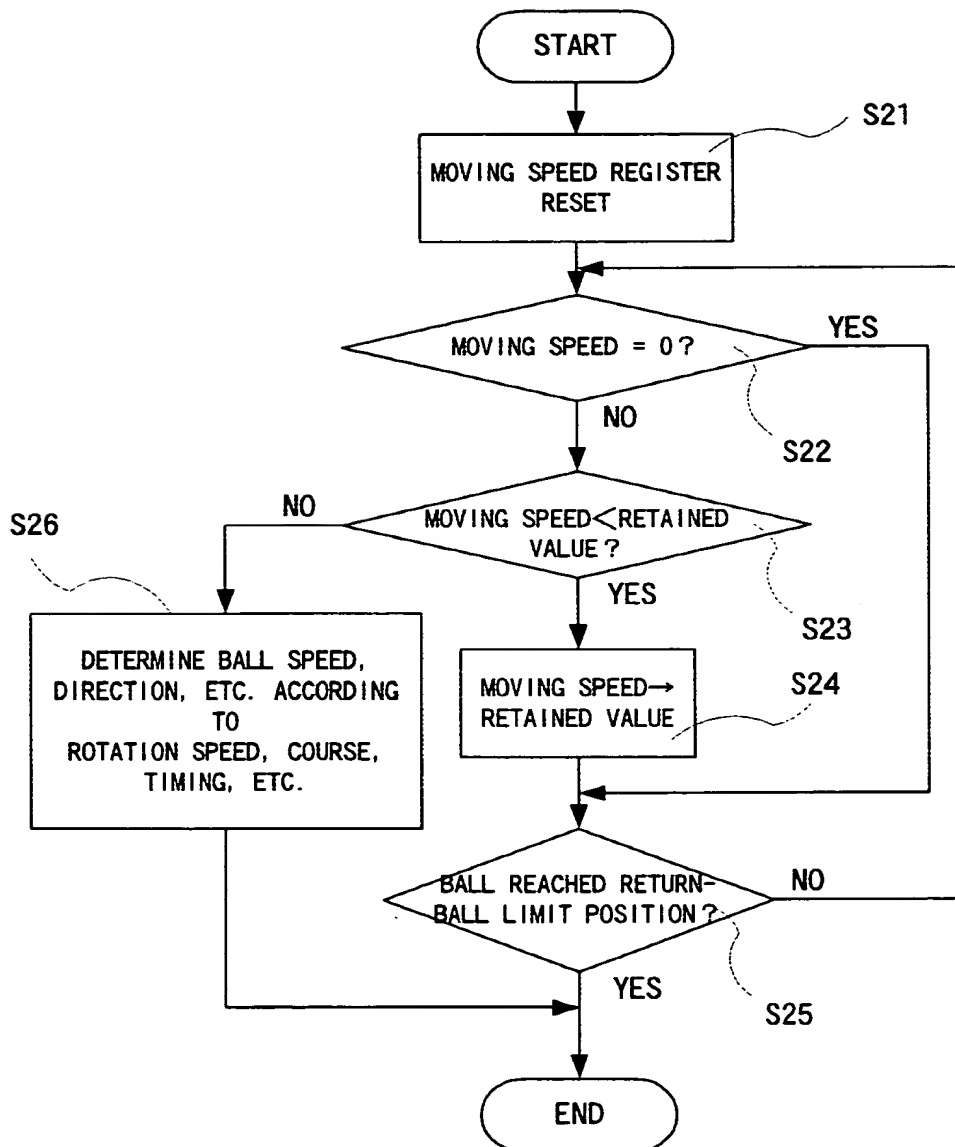 START
S21
MOVING SPEED REGISTER
RESET
MOVING SPEED = 0?
YES
NO
S22
NO
MOVING SPEED<RETAINED
VALUE?
S26
YES
S23
DETERMINE BALL SPEED,
DIRECTION, ETC. ACCORDING
TO
ROTATION SPEED, COURSE,
TIMING, ETC.
MOVING SPEED→
RETAINED VALUE
S24
BALL REACHED RETURN-
BALL LIMIT POSITION?
NO
YES
S25
END